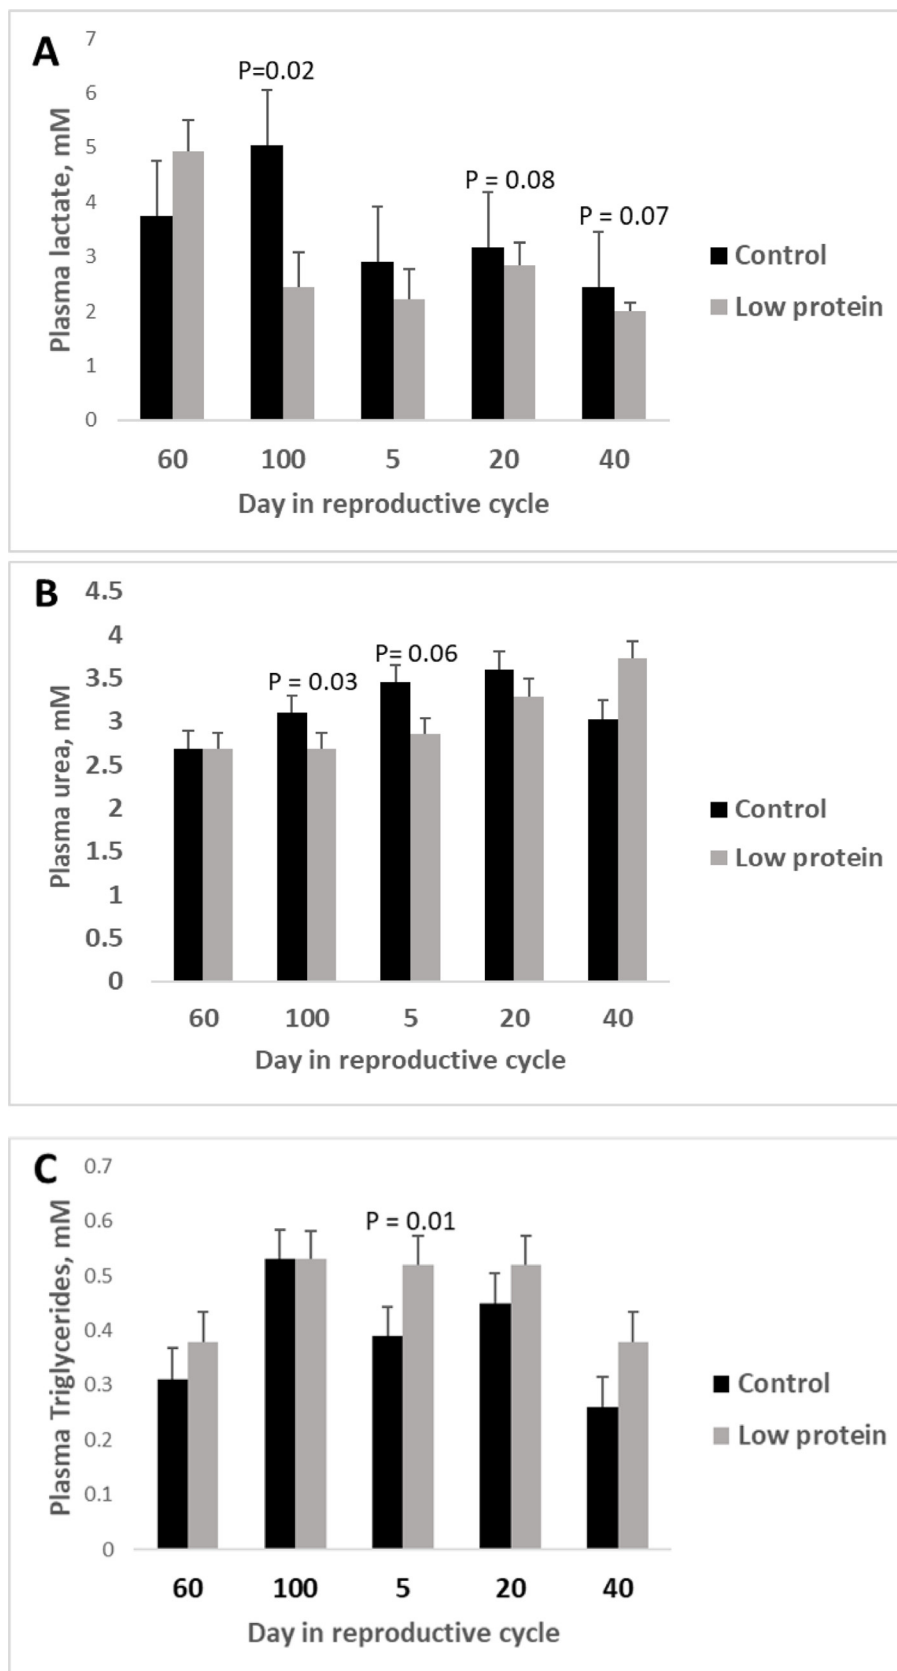 A
7
6
5
4
3
2
1
0
Plasma lactate, mM
P=0.02
P = 0.08
P = 0.07
Control
Low protein
60 100 5 20 40
Day in reproductive cycle
B
4.5
4
3.5
3
2.5
2
1.5
1
0.5
0
Plasma urea, mM
P = 0.03
P= 0.06
Control
Low protein
60 100 5 20 40
Day in reproductive cycle
C
0.7
0.6
0.5
0.4
0.3
0.2
0.1
0
Plasma Triglycerides, mM
P = 0.01
Control
Low protein
60 100 5 20 40
Day in reproductive cycle